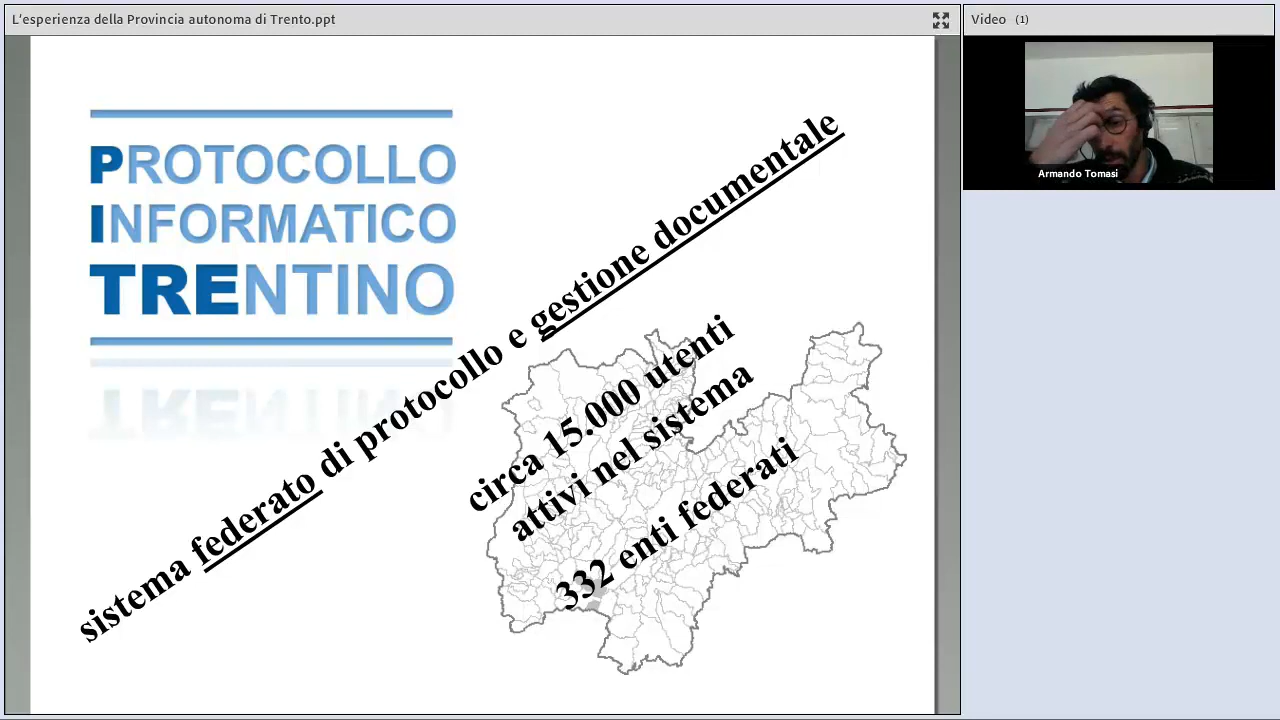 L'esperienza della Provincia autonoma di Trento.ppt
Video (1)
Armando Tomasi
PROTOCOLLO
INFORMATICO
TRENTINO
sistema federato di protocollo e gestione documentale
circa 15.000 utenti
attivi nel sistema
332 enti federati